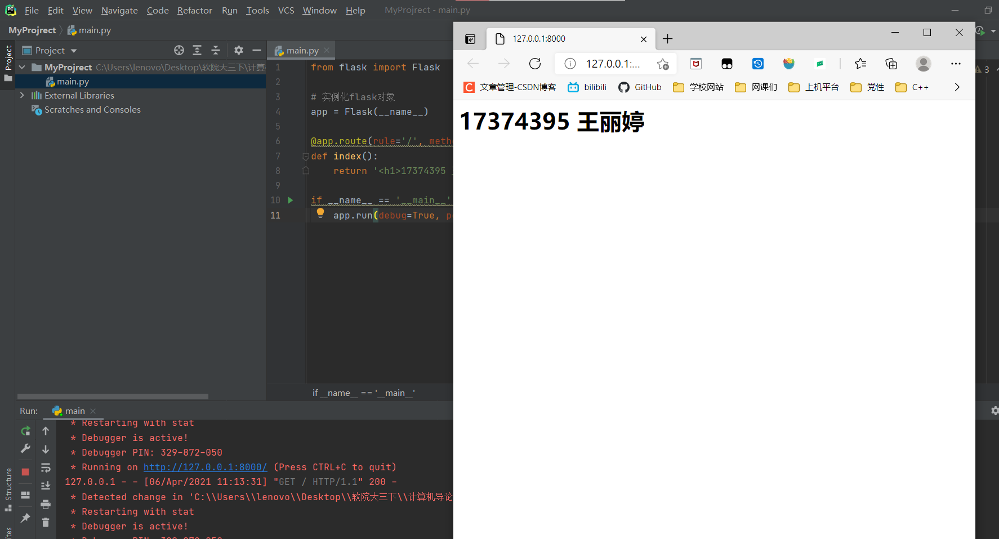 File Edit View Navigate Code Refactor Run Tools VCS Window Help MyProjrect - main.py
MyProjrect main.py
Project
Project
MyProjrect C:\Users\lenovo\Desktop\软院大三下\计算
main.py
External Libraries
Scratches and Consoles
main.py
1 from flask import Flask
2
3 # 实例化flask对象
4 app = Flask(__name__)
5
6 @app.route(rule='/', meth
7 def index():
8 return '<h1>17374395
9
10 if __name__ == '__main__'
11 app.run(debug=True, p
if __name__ == '__main__'
3
127.0.0.1:8000
127.0.0.1:...
文章管理-CSDN博客 bilibili GitHub 学校网站 网课们 上机平台 党性 C++
17374395 王丽婷
Run: main
* Restarting with stat
* Debugger is active!
* Debugger PIN: 329-872-050
* Running on http://127.0.0.1:8000/ (Press CTRL+C to quit)
127.0.0.1 - - [06/Apr/2021 11:13:31] "GET / HTTP/1.1" 200 -
* Detected change in 'C:\\Users\\lenovo\\Desktop\\软院大三下\\计算机导论
* Restarting with stat
* Debugger is active!
Structure